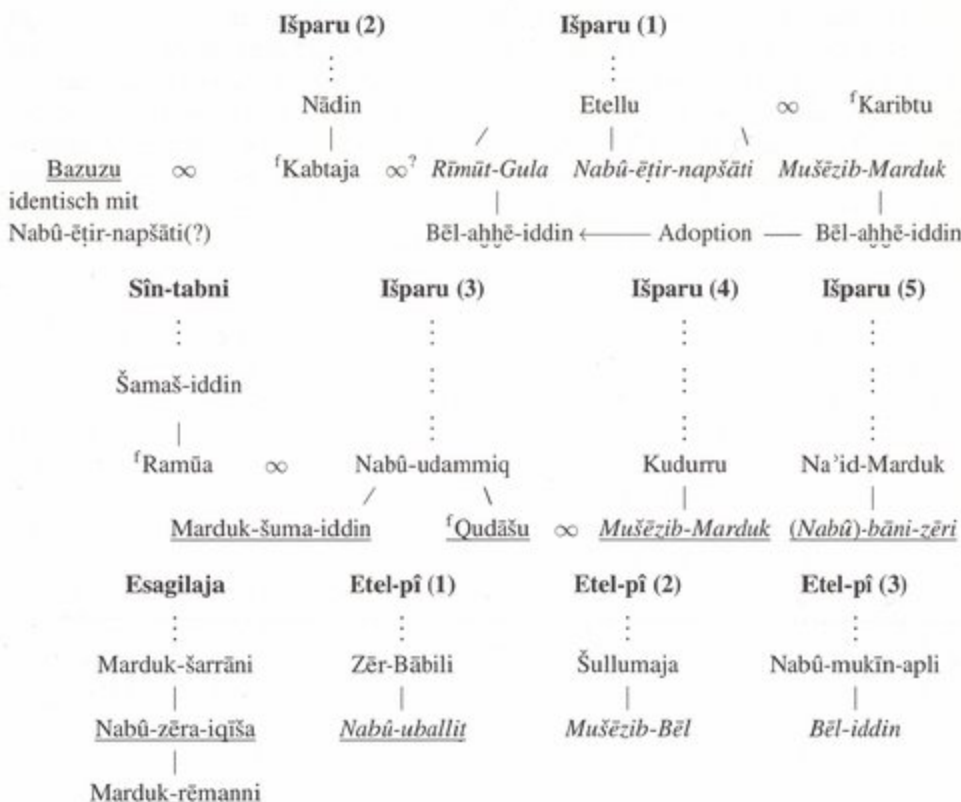 Išparu (2) Išparu (1)
⋮ ⋮
Nādin Etellu ∞ ᶠKaribtu
Bazuzu ∞ ᶠKabtaja ∞? Rīmūt-Gula Nabû-ēṭir-napšāti Mušēzib-Marduk
identisch mit
Nabû-ēṭir-napšāti(?) Bēl-aḫḫē-iddin ←—— Adoption —— Bēl-aḫḫē-iddin
Sîn-tabni Išparu (3) Išparu (4) Išparu (5)
⋮ ⋮ ⋮ ⋮
Šamaš-iddin
ᶠRamūa ∞ Nabû-udammiq Kudurru Naʾid-Marduk
Marduk-šuma-iddin ᶠQudāšu ∞ Mušēzib-Marduk (Nabû)-bāni-zēri
Esagilaja Etel-pî (1) Etel-pî (2) Etel-pî (3)
⋮ ⋮ ⋮ ⋮
Marduk-šarrāni Zēr-Bābili Šullumaja Nabû-mukīn-apli
Nabû-zēra-iqīša Nabû-uballiṭ Mušēzib-Bēl Bēl-iddin
Marduk-rēmanni